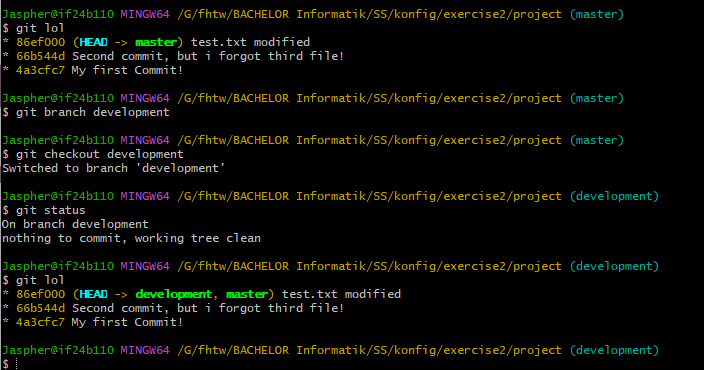 Jaspher@if24b110 MINGW64 /G/fhtw/BACHELOR Informatik/SS/konfig/exercise2/project (master)
$ git lol
* 86ef000 (HEAD -> master) test.txt modified
* 66b544d Second commit, but i forgot third file!
* 4a3cfc7 My first Commit!
Jaspher@if24b110 MINGW64 /G/fhtw/BACHELOR Informatik/SS/konfig/exercise2/project (master)
$ git branch development
Jaspher@if24b110 MINGW64 /G/fhtw/BACHELOR Informatik/SS/konfig/exercise2/project (master)
$ git checkout development
Switched to branch 'development'
Jaspher@if24b110 MINGW64 /G/fhtw/BACHELOR Informatik/SS/konfig/exercise2/project (development)
$ git status
On branch development
nothing to commit, working tree clean
Jaspher@if24b110 MINGW64 /G/fhtw/BACHELOR Informatik/SS/konfig/exercise2/project (development)
$ git lol
* 86ef000 (HEAD -> development, master) test.txt modified
* 66b544d Second commit, but i forgot third file!
* 4a3cfc7 My first Commit!
Jaspher@if24b110 MINGW64 /G/fhtw/BACHELOR Informatik/SS/konfig/exercise2/project (development)
$